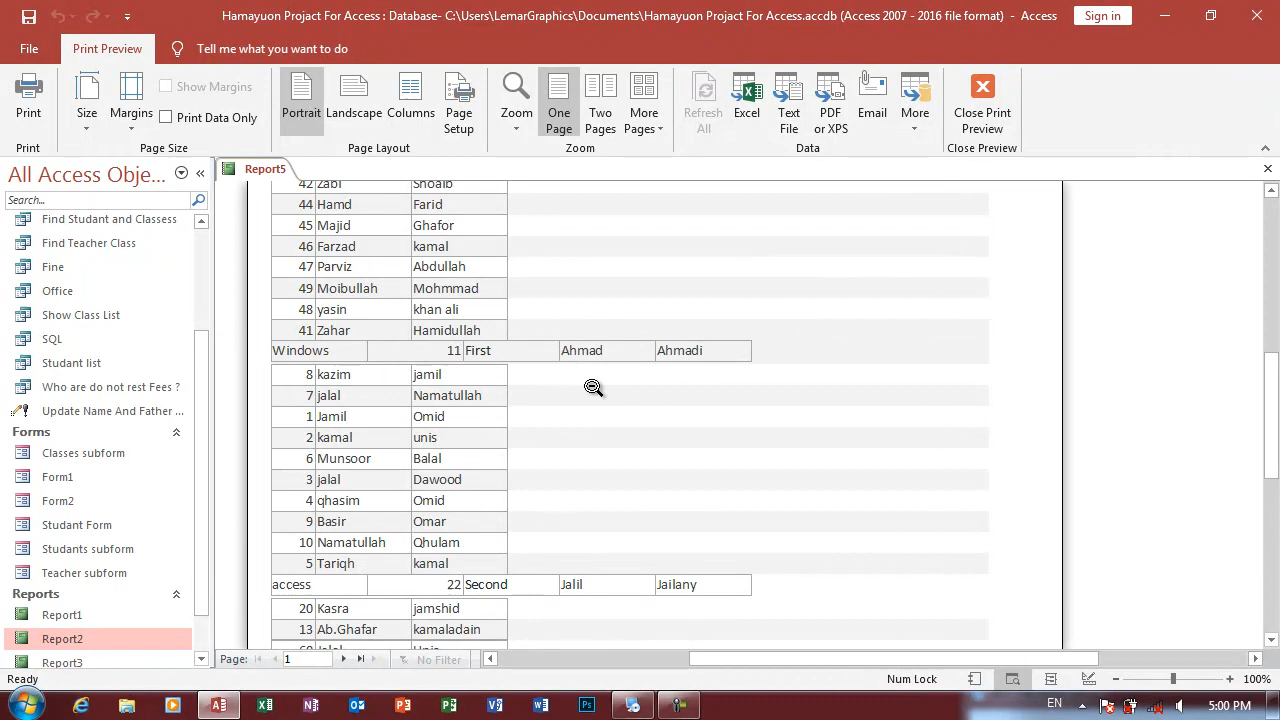 Hamayuon Project For Access : Database- C:\Users\LemarGraphics\Documents\Hamayuon Project For Access.accdb (Access 2007 - 2016 file format) - Access
Sign in
File
Print Preview
Tell me what you want to do
Print
Size
Margins
Show Margins
Print Data Only
Portrait
Landscape
Columns
Page Setup
Zoom
One Page
Two Pages
More Pages
Refresh All
Excel
Text File
PDF or XPS
Email
More
Close Print Preview
Print
Page Size
Page Layout
Zoom
Data
Close Preview
All Access Obje...
Search...
Find Student and Classess
Find Teacher Class
Fine
Office
Show Class List
SQL
Student list
Who are do not rest Fees ?
Update Name And Father ...
Forms
Classes subform
Form1
Form2
Student Form
Students subform
Teacher subform
Reports
Report1
Report2
Report3
Report5
42 Zabi Shoaib
44 Hamd Farid
45 Majid Ghafor
46 Farzad kamal
47 Parviz Abdullah
49 Moibullah Mohmmad
48 yasin khan ali
41 Zahar Hamidullah
Windows 11 First Ahmad Ahmadi
8 kazim jamil
7 jalal Namatullah
1 Jamil Omid
2 kamal unis
6 Munsoor Balal
3 jalal Dawood
4 qhasim Omid
9 Basir Omar
10 Namatullah Qhulam
5 Tariqh kamal
access 22 Second Jalil Jailany
20 Kasra jamshid
13 Ab.Ghafar kamaladain
Page: 1
No Filter
Ready
Num Lock
100%
EN
5:00 PM